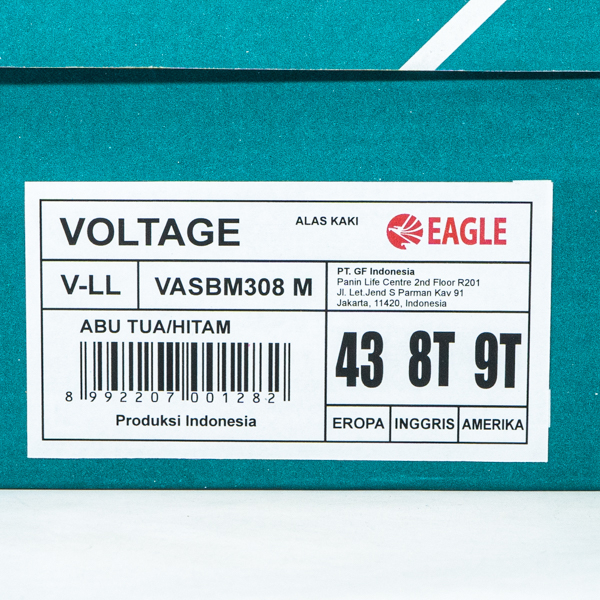 VOLTAGE
ALAS KAKI
EAGLE
V-LL
VASBM308 M
PT. GF Indonesia
Panin Life Centre 2nd Floor R201
Jl. Let.Jend S Parman Kav 91
Jakarta, 11420, Indonesia
ABU TUA/HITAM
8 992207 001282
Produksi Indonesia
43 8T 9T
EROPA INGGRIS AMERIKA